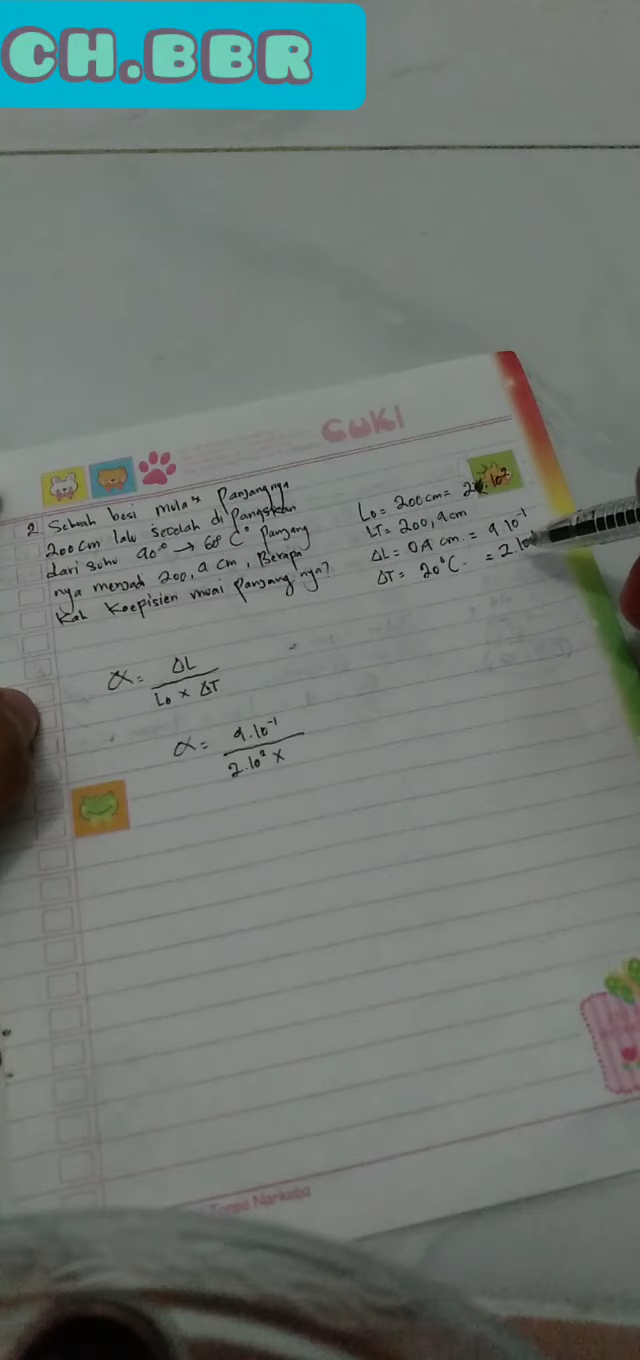 CH.BBR
CUKI
2. Sebuah besi mula² Panjangnya
200 cm lalu setelah di Panaskan
dari suhu 40° → 60 C° Panjang
nya menjadi 200,4 cm, Berapa
Kah Koepisien muai Panjang nya?
L₀ = 200 cm = 2 × 10²
LT = 200,4 cm
ΔL = 0,4 cm. = 4 10⁻¹
ΔT = 20°C. = 2 10
α = ΔL / L₀ × ΔT
α = 4.10⁻¹ / 2.10² ×
Tanpa Narkoba